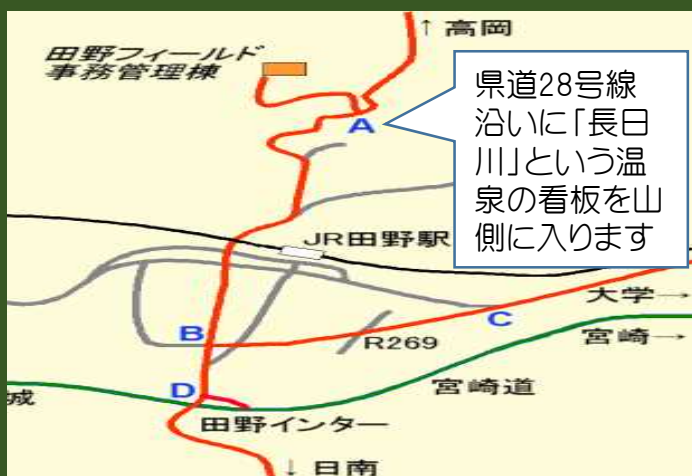 ↑高岡
田野フィールド
事務管理棟
A
県道28号線
沿いに「長日
川」という温
泉の看板を山
側に入ります
JR田野駅
大学→
C
B
R269
宮崎→
D
宮崎道
城
田野インター
↓日南